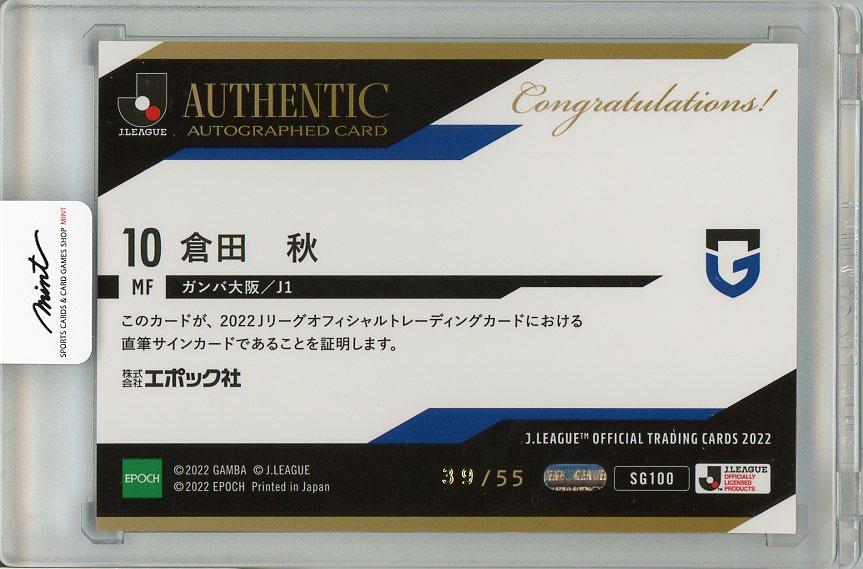 J.LEAGUE
AUTHENTIC
AUTOGRAPHED CARD
Congratulations!
mint
SPORTS CARDS & CARD GAMES SHOP MINT
10 倉田 秋
MF ガンバ大阪/J1
このカードが、2022Jリーグオフィシャルトレーディングカードにおける
直筆サインカードであることを証明します。
株式会社エポック社
J.LEAGUE™ OFFICIAL TRADING CARDS 2022
EPOCH
©2022 GAMBA ©J.LEAGUE
©2022 EPOCH Printed in Japan
39/55
SG100
J.LEAGUE
OFFICIALLY
LICENSED
PRODUCTS